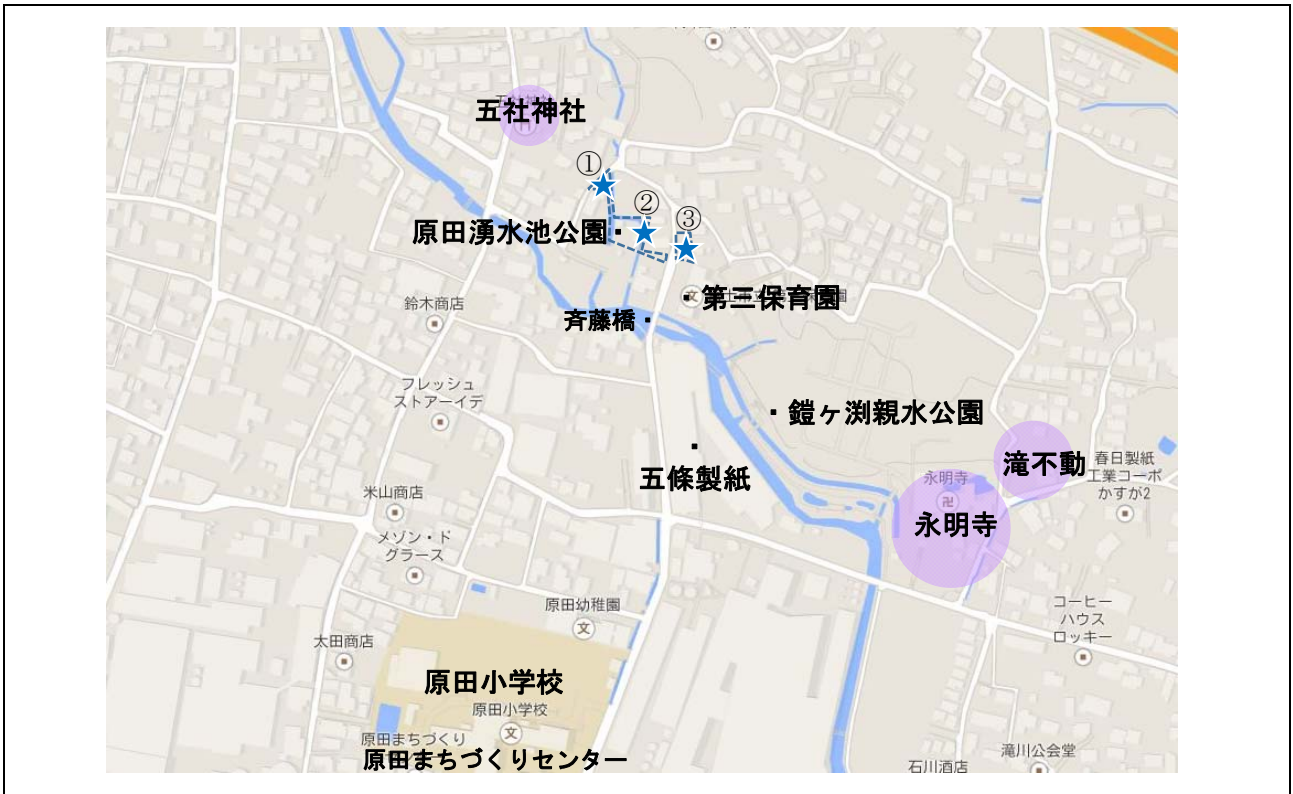 五社神社
①
②
③
原田湧水池公園
第三保育園
鈴木商店
斉藤橋
フレッシュ
ストアーイデ
鎧ヶ渕親水公園
五條製紙
滝不動
春日製紙
工業コーポ
かすが2
永明寺
永明寺
米山商店
メゾン・ド
グラース
原田幼稚園
文
コーヒー
ハウス
ロッキー
太田商店
原田小学校
原田小学校
文
原田まちづくり
原田まちづくりセンター
滝川公会堂
石川酒店